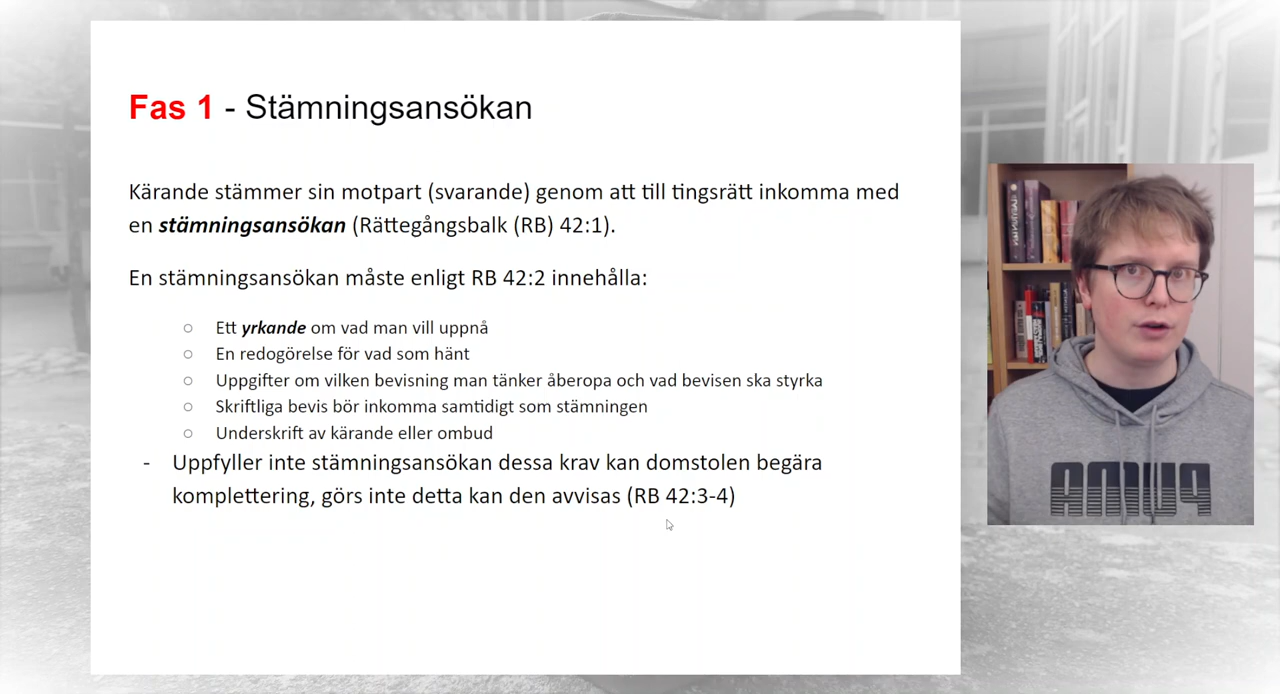 Fas 1 - Stämningsansökan
Kärande stämmer sin motpart (svarande) genom att till tingsrätt inkomma med
en stämningsansökan (Rättegångsbalk (RB) 42:1).
En stämningsansökan måste enligt RB 42:2 innehålla:
○ Ett yrkande om vad man vill uppnå
○ En redogörelse för vad som hänt
○ Uppgifter om vilken bevisning man tänker åberopa och vad bevisen ska styrka
○ Skriftliga bevis bör inkomma samtidigt som stämningen
○ Underskrift av kärande eller ombud
- Uppfyller inte stämningsansökan dessa krav kan domstolen begära
komplettering, görs inte detta kan den avvisas (RB 42:3-4)